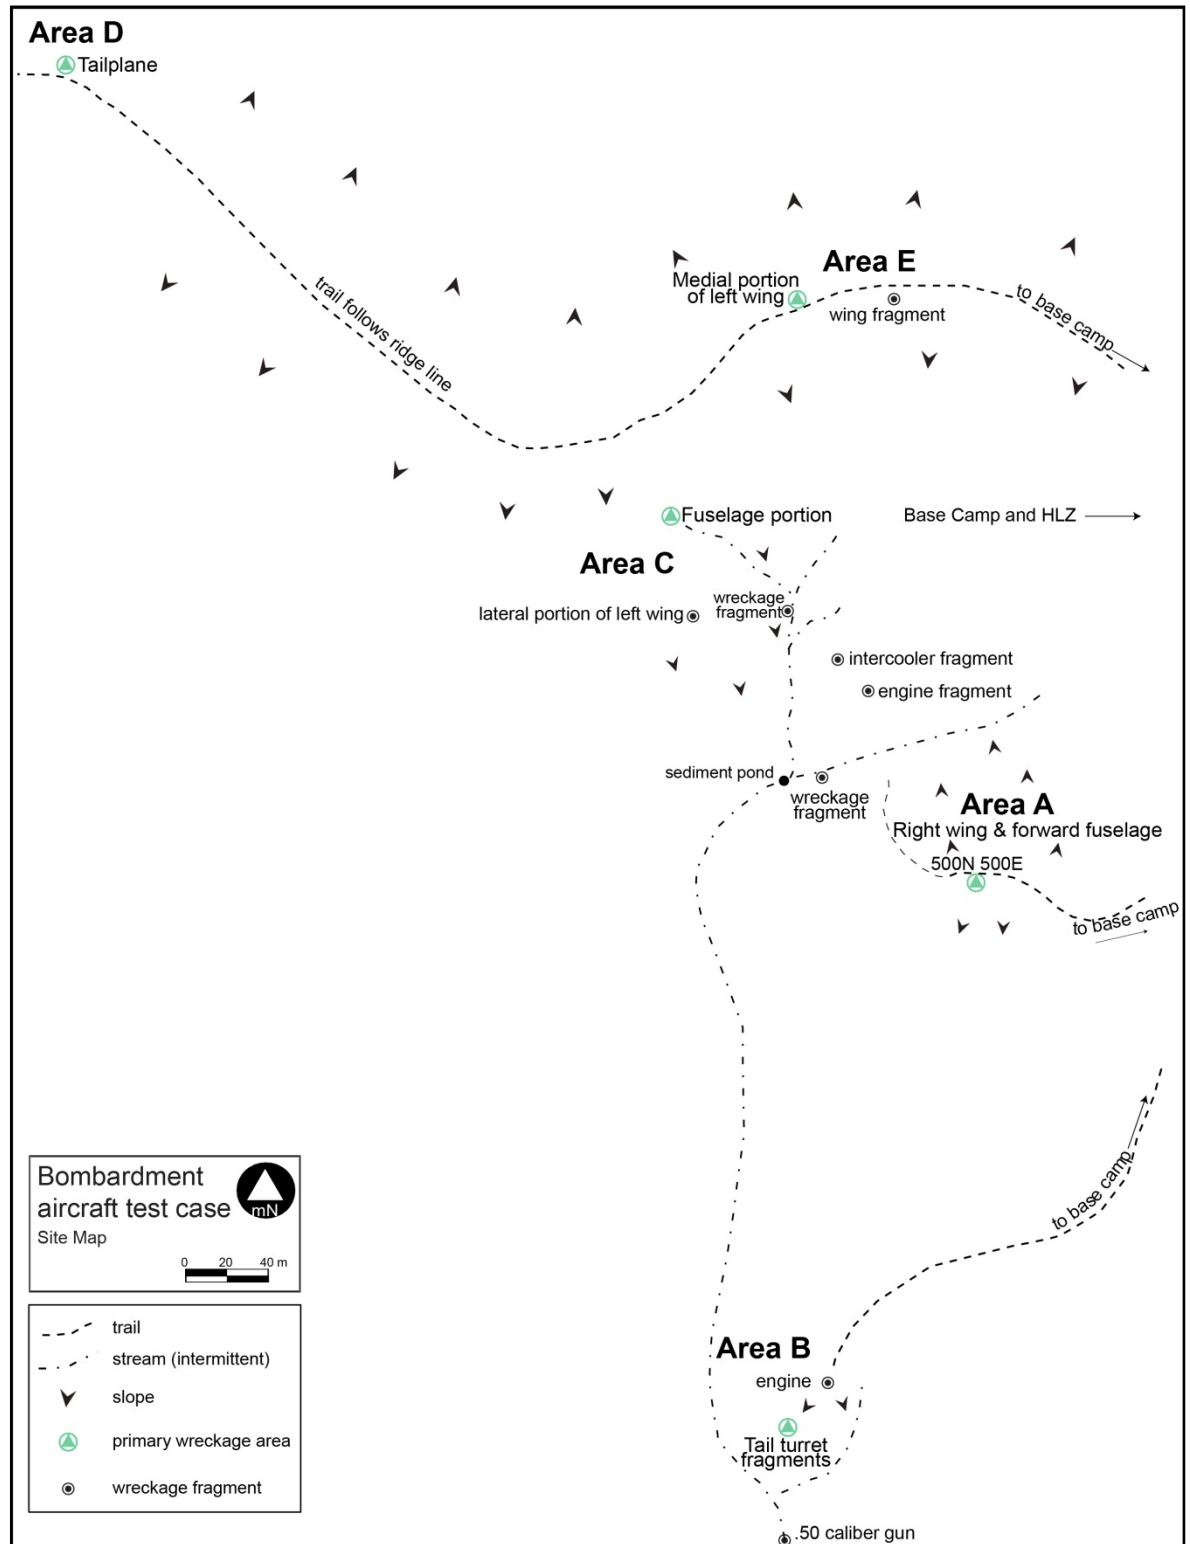 Area D
Tailplane
trail follows ridge line
Area E
Medial portion
of left wing
wing fragment
to base camp
Fuselage portion
Base Camp and HLZ
Area C
wreckage
fragment
lateral portion of left wing
intercooler fragment
engine fragment
sediment pond
wreckage
fragment
Area A
Right wing & forward fuselage
500N 500E
to base camp
to base camp
Bombardment
aircraft test case
mN
Site Map
0 20 40 m
trail
stream (intermittent)
slope
primary wreckage area
wreckage fragment
Area B
engine
Tail turret
fragments
.50 caliber gun